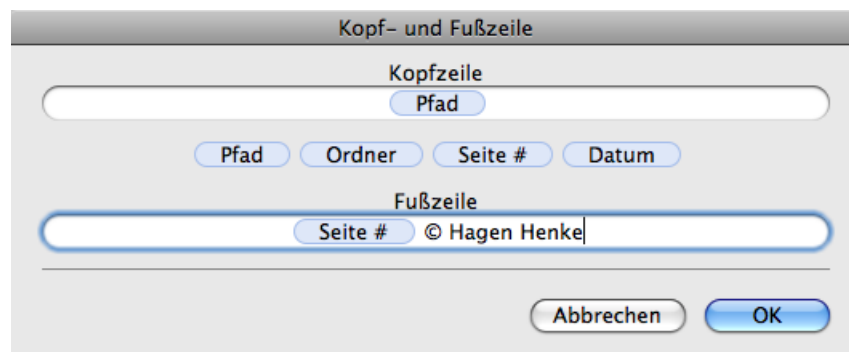 Kopf- und Fußzeile
Kopfzeile
Pfad
Pfad Ordner Seite # Datum
Fußzeile
Seite # © Hagen Henke
Abbrechen OK